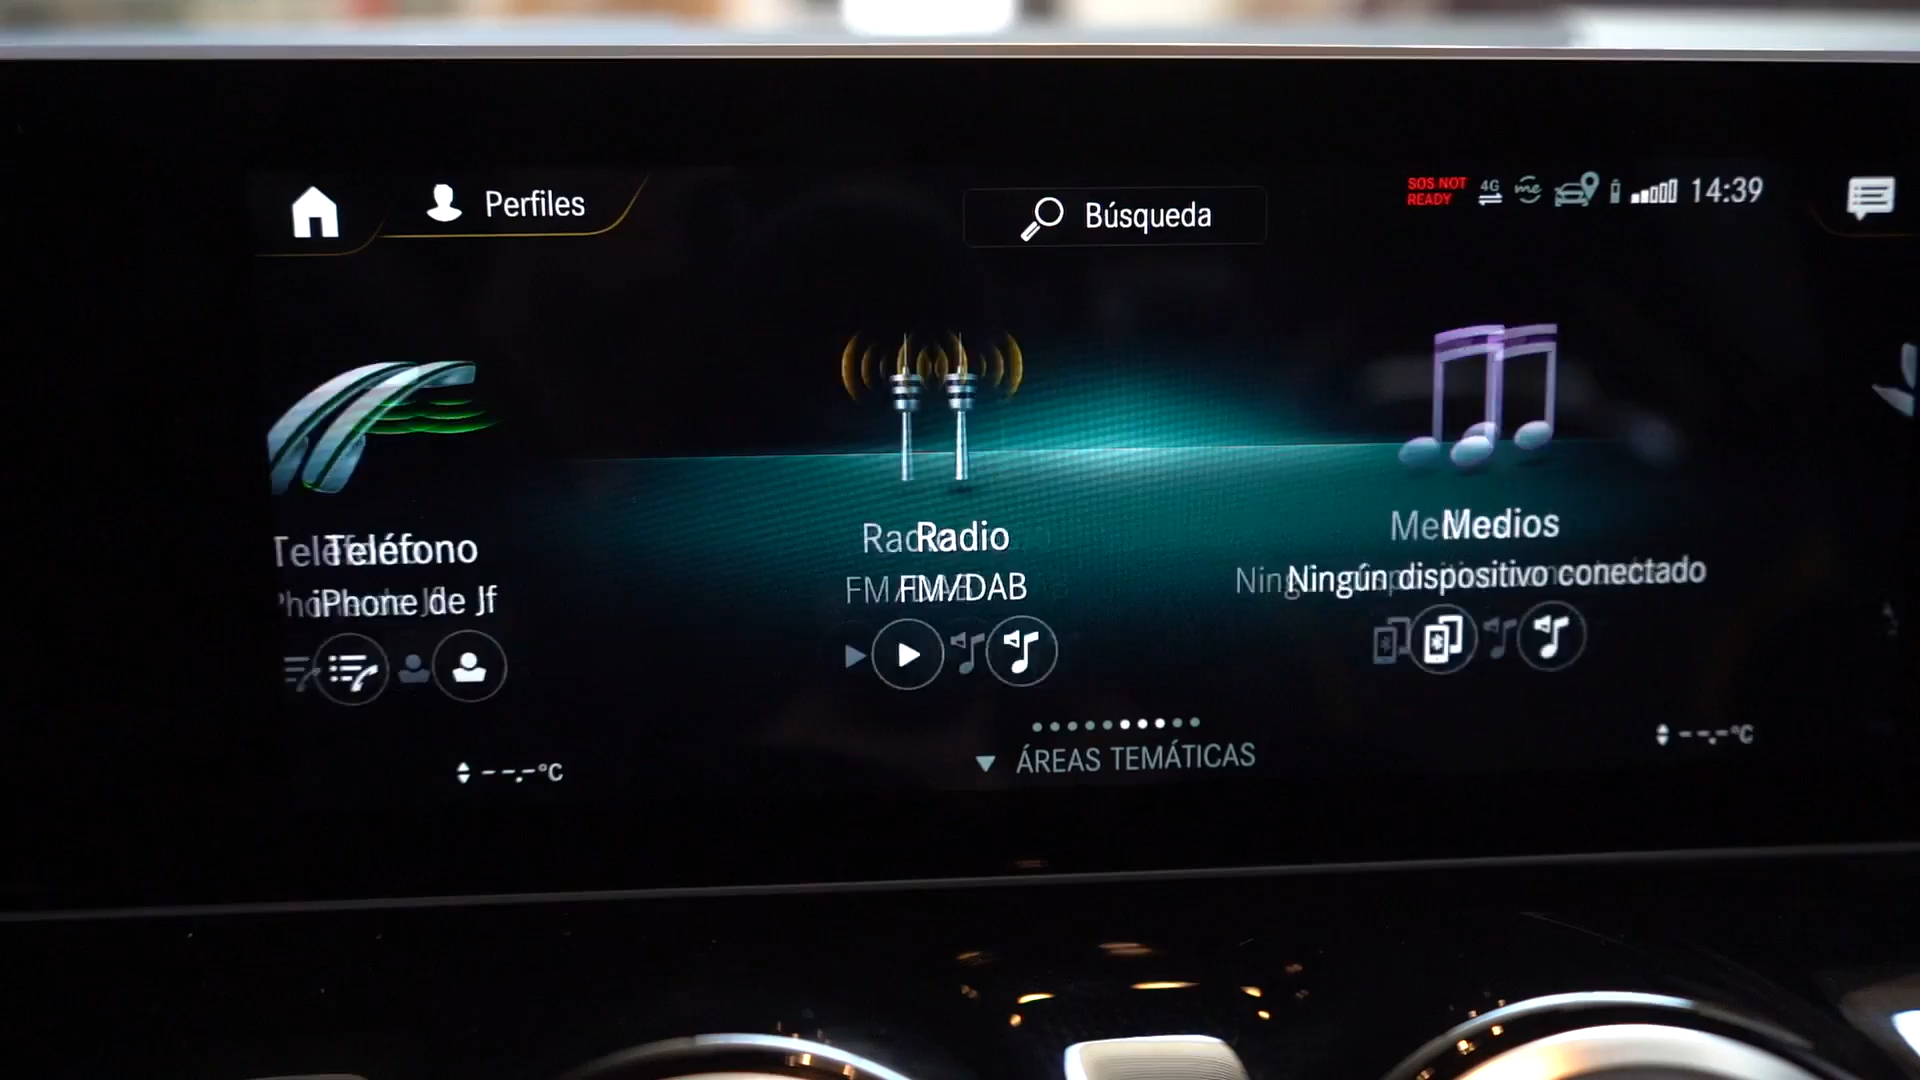 Perfiles
Búsqueda
SOS NOT
READY
4G
me
14:39
Teléfono
iPhone de Jf
Radio
FM/DAB
Medios
Ningún dispositivo conectado
--.-°C
ÁREAS TEMÁTICAS
--.-°C